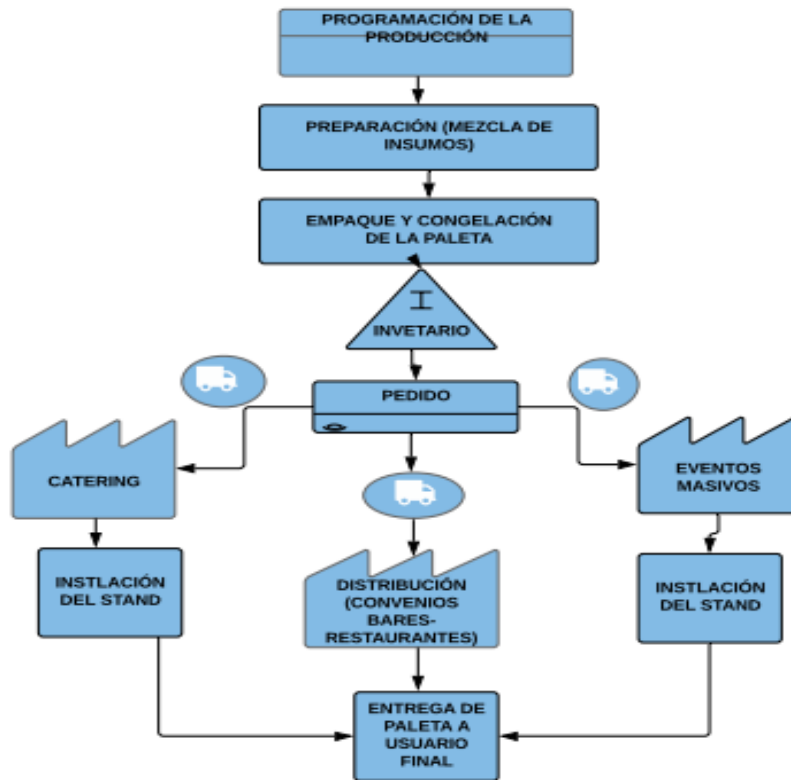 PROGRAMACIÓN DE LA
PRODUCCIÓN
PREPARACIÓN (MEZCLA DE
INSUMOS)
EMPAQUE Y CONGELACIÓN
DE LA PALETA
I
INVETARIO
PEDIDO
CATERING
EVENTOS
MASIVOS
INSTLACIÓN
DEL STAND
DISTRIBUCIÓN
(CONVENIOS
BARES-
RESTAURANTES)
INSTLACIÓN
DEL STAND
ENTREGA DE
PALETA A
USUARIO
FINAL